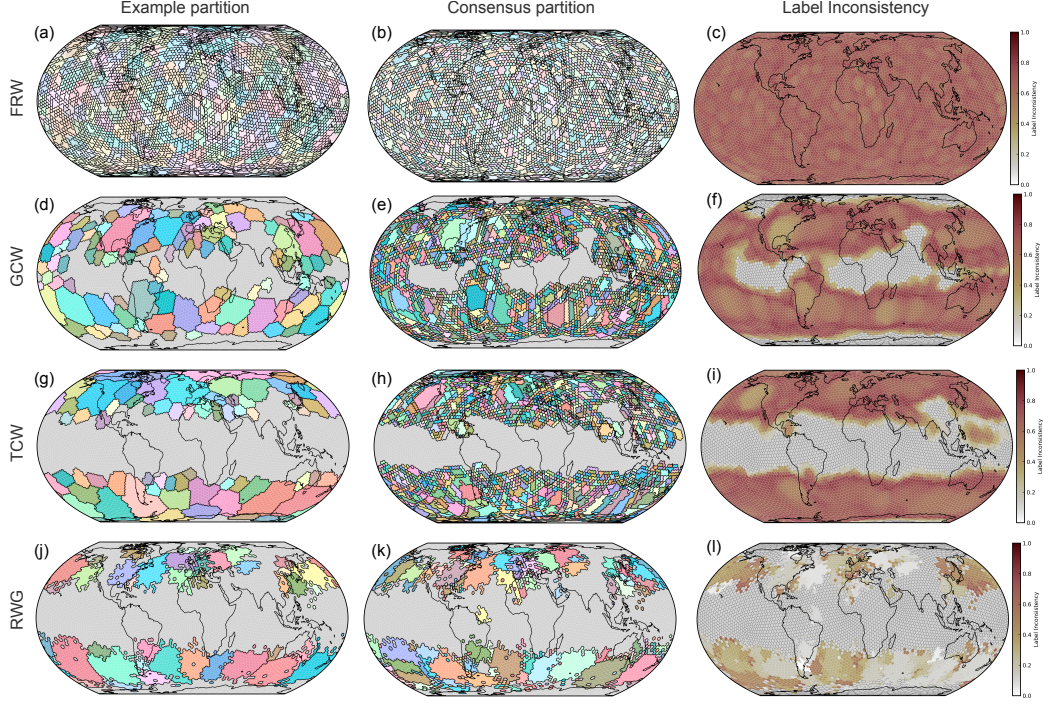 Example partition
Consensus partition
Label Inconsistency
FRW
(a)
(b)
(c)
1.0
0.8
0.6
0.4
0.2
0.0
Label Inconsistency
GCW
(d)
(e)
(f)
1.0
0.8
0.6
0.4
0.2
0.0
Label Inconsistency
TCW
(g)
(h)
(i)
1.0
0.8
0.6
0.4
0.2
0.0
Label Inconsistency
RWG
(j)
(k)
(l)
1.0
0.8
0.6
0.4
0.2
0.0
Label Inconsistency